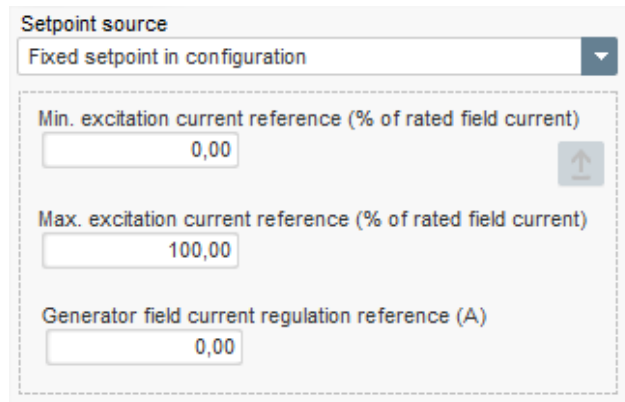 Setpoint source
Fixed setpoint in configuration
Min. excitation current reference (% of rated field current)
0,00
Max. excitation current reference (% of rated field current)
100,00
Generator field current regulation reference (A)
0,00